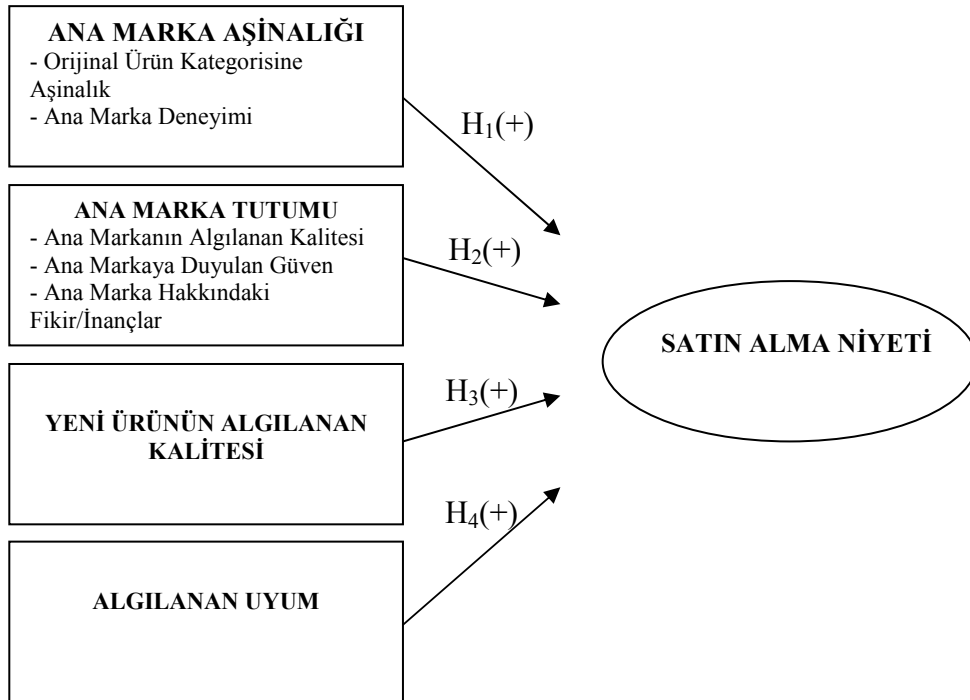 ANA MARKA AŞİNALIĞI
- Orijinal Ürün Kategorisine
Aşinalık
- Ana Marka Deneyimi
H₁(+)
ANA MARKA TUTUMU
- Ana Markanın Algılanan Kalitesi
- Ana Markaya Duyulan Güven
- Ana Marka Hakkındaki
Fikir/İnançlar
H₂(+)
YENİ ÜRÜNÜN ALGILANAN
KALİTESİ
H₃(+)
ALGILANAN UYUM
H₄(+)
SATIN ALMA NİYETİ